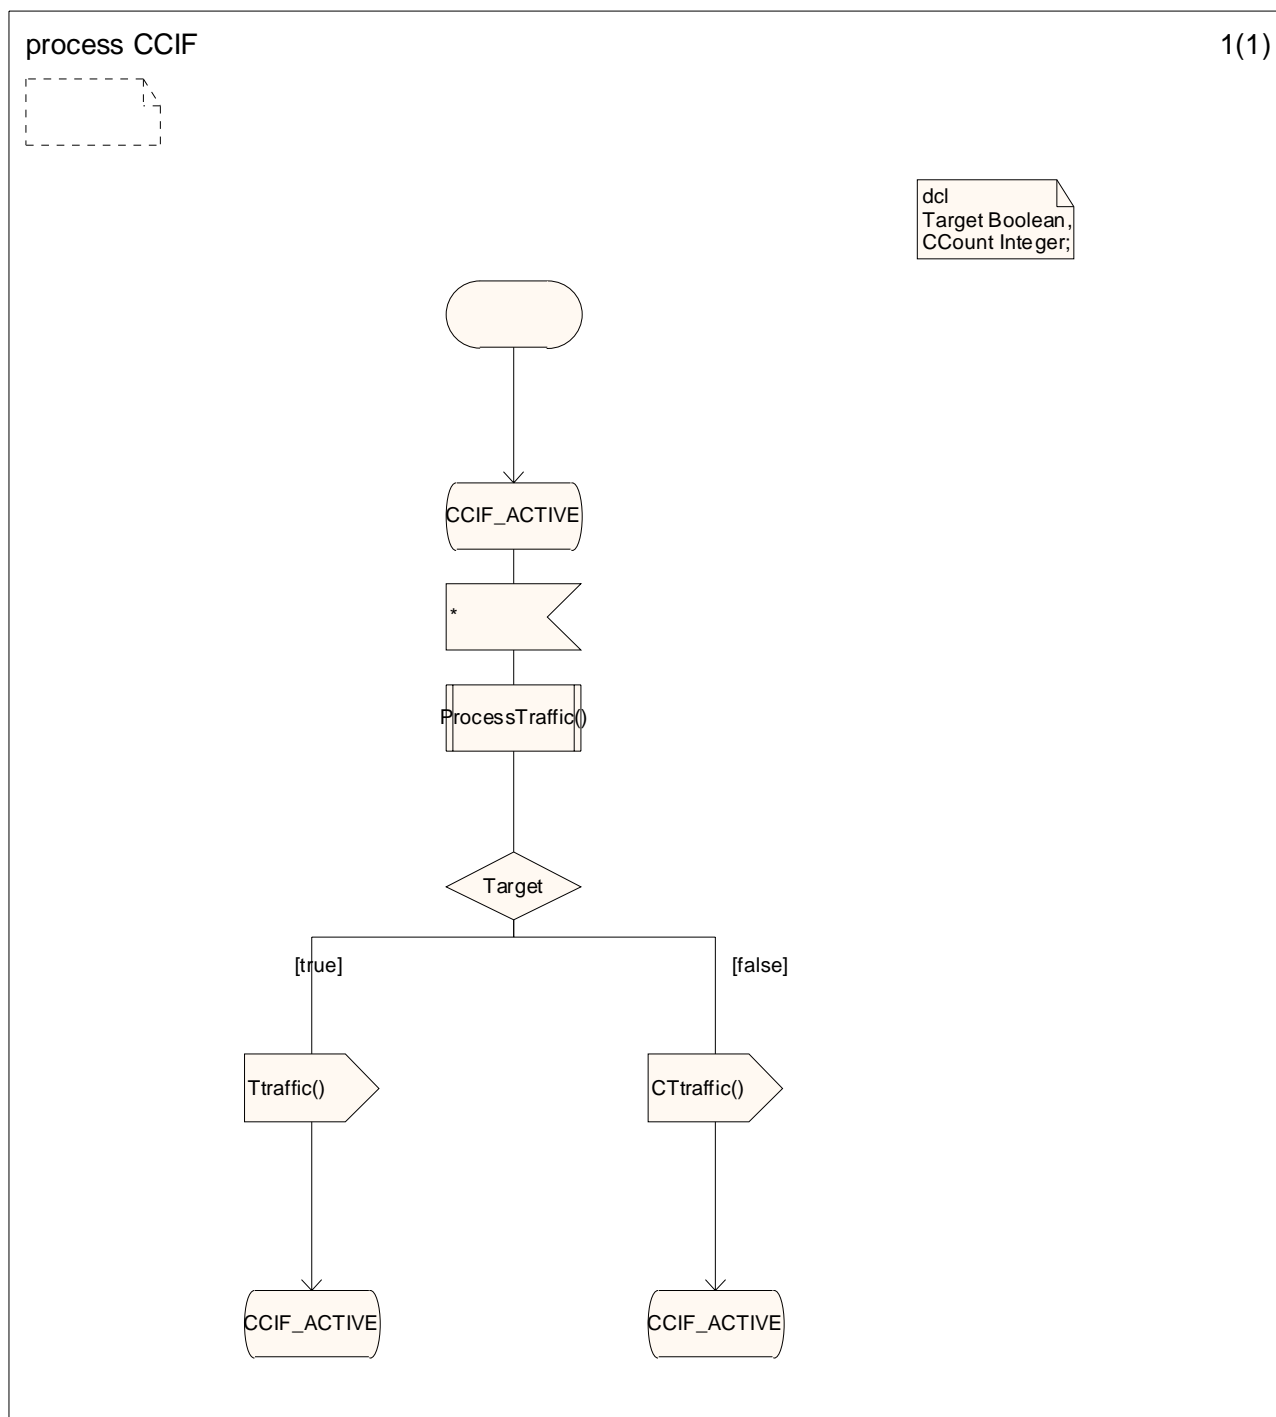 process CCIF
1(1)
dcl
Target Boolean,
CCount Integer;
CCIF_ACTIVE
*
ProcessTraffic()
Target
[true]
[false]
Ttraffic()
CTtraffic()
CCIF_ACTIVE
CCIF_ACTIVE